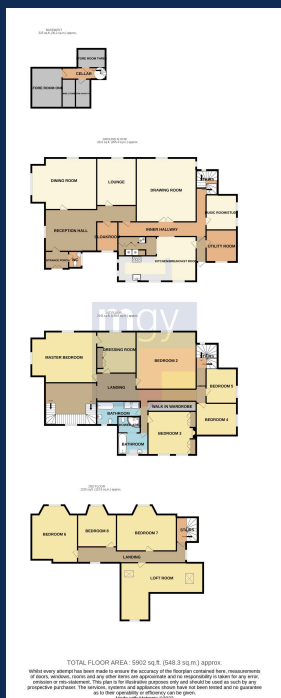 BASEMENT
STORE ROOM THREE
CELLAR
STORE ROOM ONE
GROUND FLOOR
DINING ROOM
LOUNGE
DRAWING ROOM
STAIRS
RECEPTION HALL
INNER HALLWAY
CLOAKROOM
UTILITY ROOM
KITCHEN/BREAKFAST ROOM
ENTRANCE PORCH
WC
mgy
1ST FLOOR
MASTER BEDROOM
DRESSING ROOM
BEDROOM 2
STAIRS
LANDING
BEDROOM 5
BATHROOM
WALK IN WARDROBE
BEDROOM 4
BEDROOM 3
BATHROOM
2ND FLOOR
BEDROOM 6
BEDROOM 8
BEDROOM 7
STAIRS
LANDING
LOFT ROOM
TOTAL FLOOR AREA : 5902 sq.ft. (548.3 sq.m.) approx.
Whilst every attempt has been made to ensure the accuracy of the floorplan contained here, measurements
of doors, windows, rooms and any other items are approximate and no responsibility is taken for any error,
omission or mis-statement. This plan is for illustrative purposes only and should be used as such by any
prospective purchaser. The services, systems and appliances shown have not been tested and no guarantee
as to their operability or efficiency can be given.